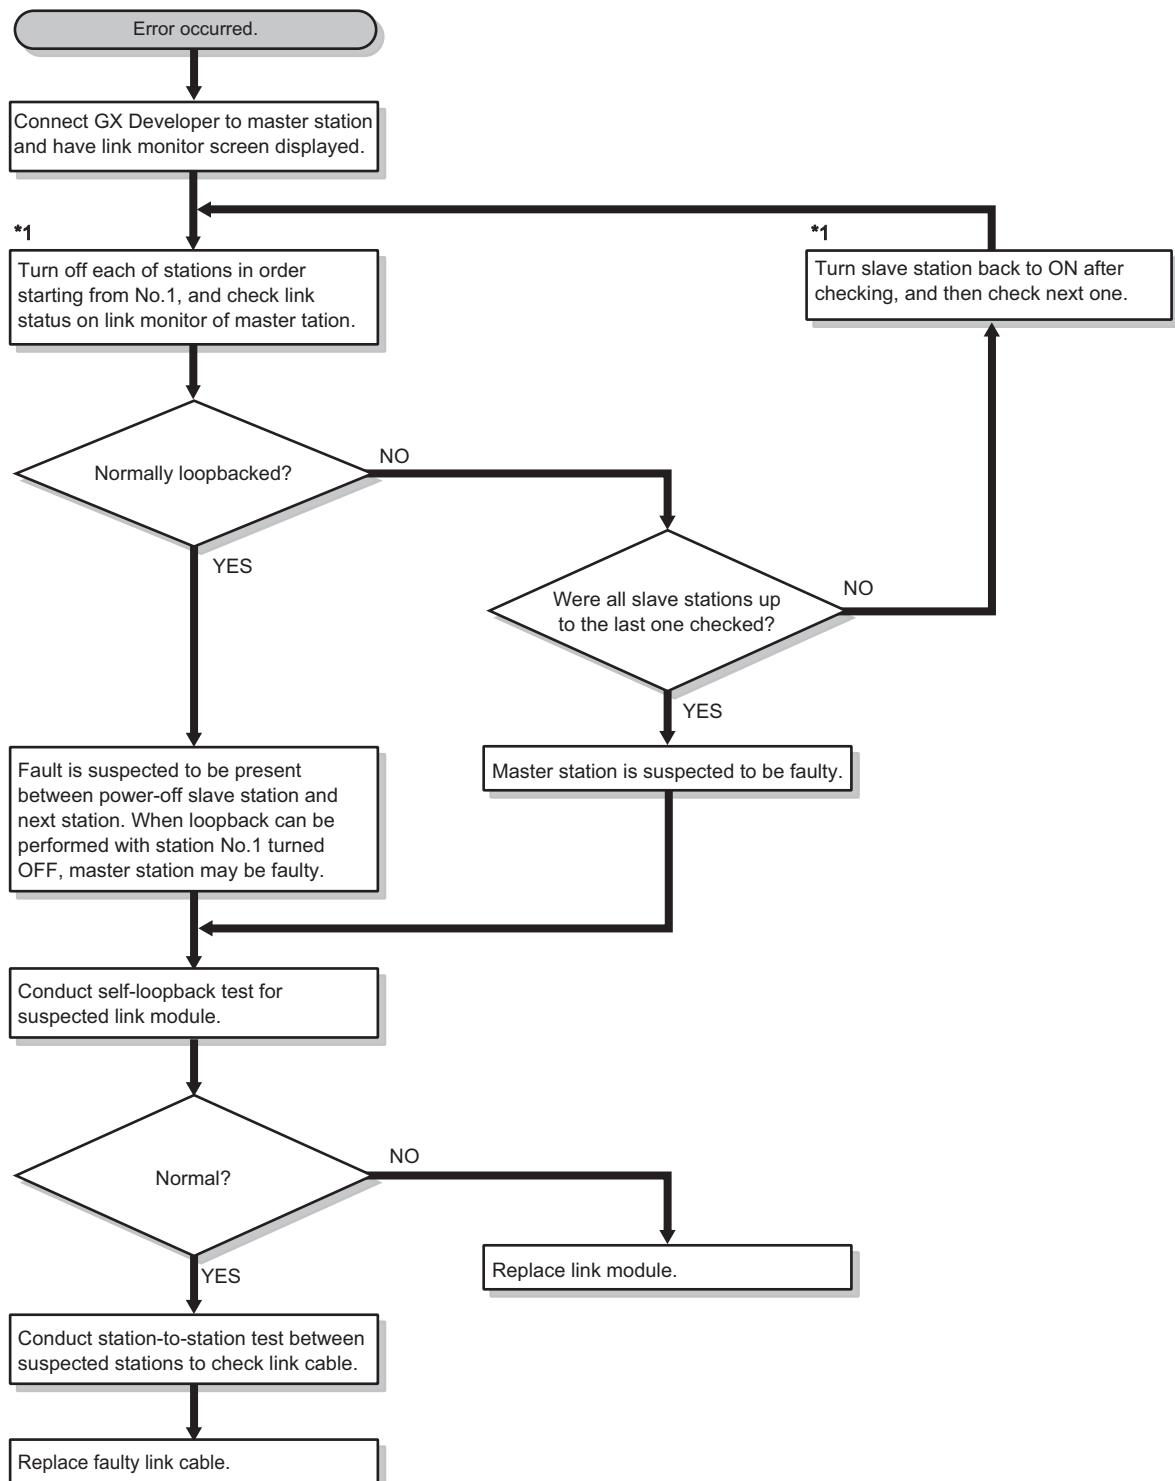 Error occurred.
Connect GX Developer to master station
and have link monitor screen displayed.
*1
Turn off each of stations in order
starting from No.1, and check link
status on link monitor of master tation.
*1
Turn slave station back to ON after
checking, and then check next one.
Normally loopbacked?
NO
YES
Were all slave stations up
to the last one checked?
NO
YES
Fault is suspected to be present
between power-off slave station and
next station. When loopback can be
performed with station No.1 turned
OFF, master station may be faulty.
Master station is suspected to be faulty.
Conduct self-loopback test for
suspected link module.
Normal?
NO
YES
Replace link module.
Conduct station-to-station test between
suspected stations to check link cable.
Replace faulty link cable.